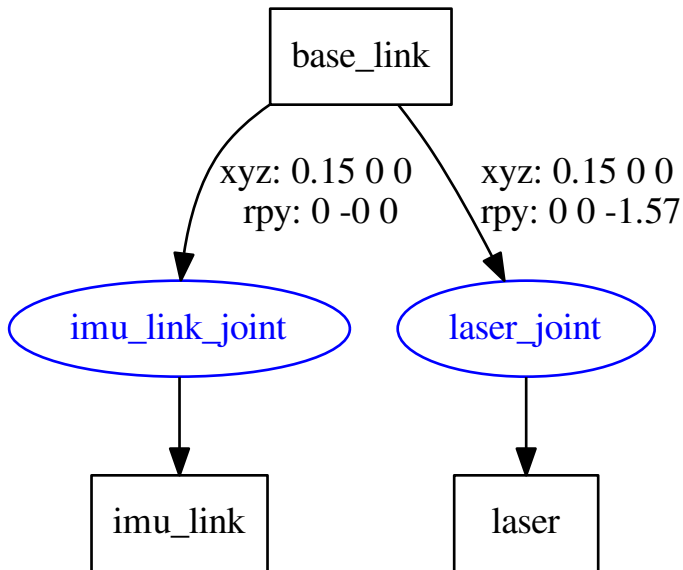 base_link
xyz: 0.15 0 0
rpy: 0 -0 0
xyz: 0.15 0 0
rpy: 0 0 -1.57
imu_link_joint
laser_joint
imu_link
laser